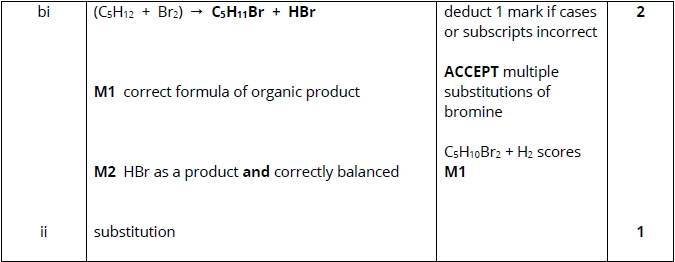 bi
(C₅H₁₂ + Br₂) → C₅H₁₁Br + HBr
M1 correct formula of organic product
M2 HBr as a product and correctly balanced
deduct 1 mark if cases
or subscripts incorrect
ACCEPT multiple
substitutions of
bromine
C₅H₁₀Br₂ + H₂ scores
M1
2
ii
substitution
1